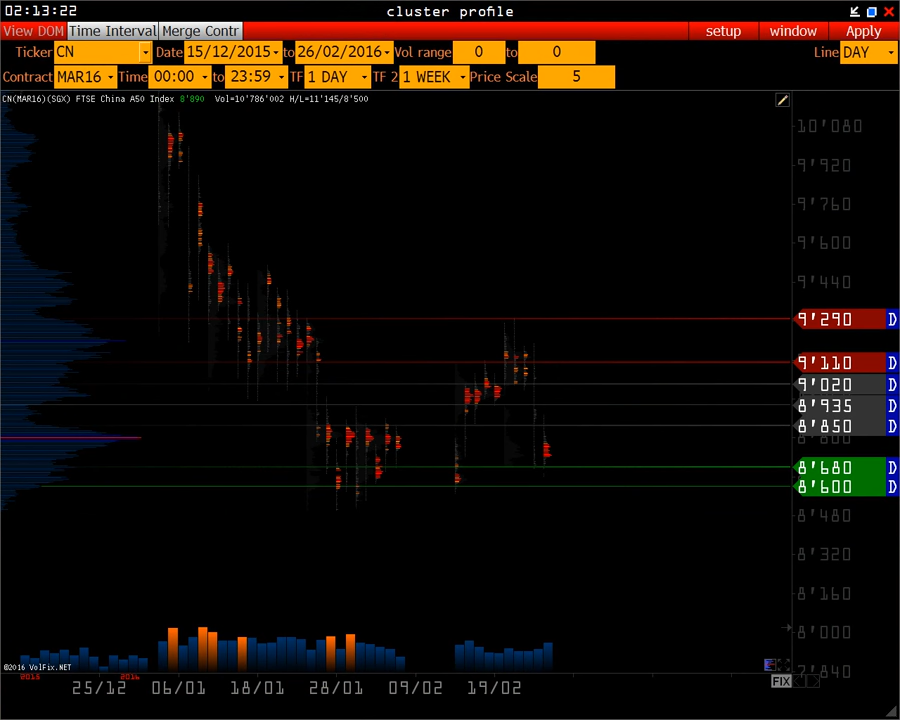 02:13:22 cluster profile
View DOM Time Interval Merge Contr setup window Apply
Ticker CN Date 15/12/2015 to 26/02/2016 Vol range 0 to 0 Line DAY
Contract MAR16 Time 00:00 to 23:59 TF 1 DAY TF 2 1 WEEK Price Scale 5
CN(MAR16)(SGX) FTSE China A50 Index 8'890 Vol=10'786'002 H/L=11'145/8'500
10'080
9'920
9'760
9'600
9'440
9'290 D
9'110 D
9'020 D
8'935 D
8'850 D
8'680 D
8'600 D
8'480
8'320
8'160
8'000
©2016 VolFix.NET
7'840
2015 2016
25/12 06/01 18/01 28/01 09/02 19/02 FIX